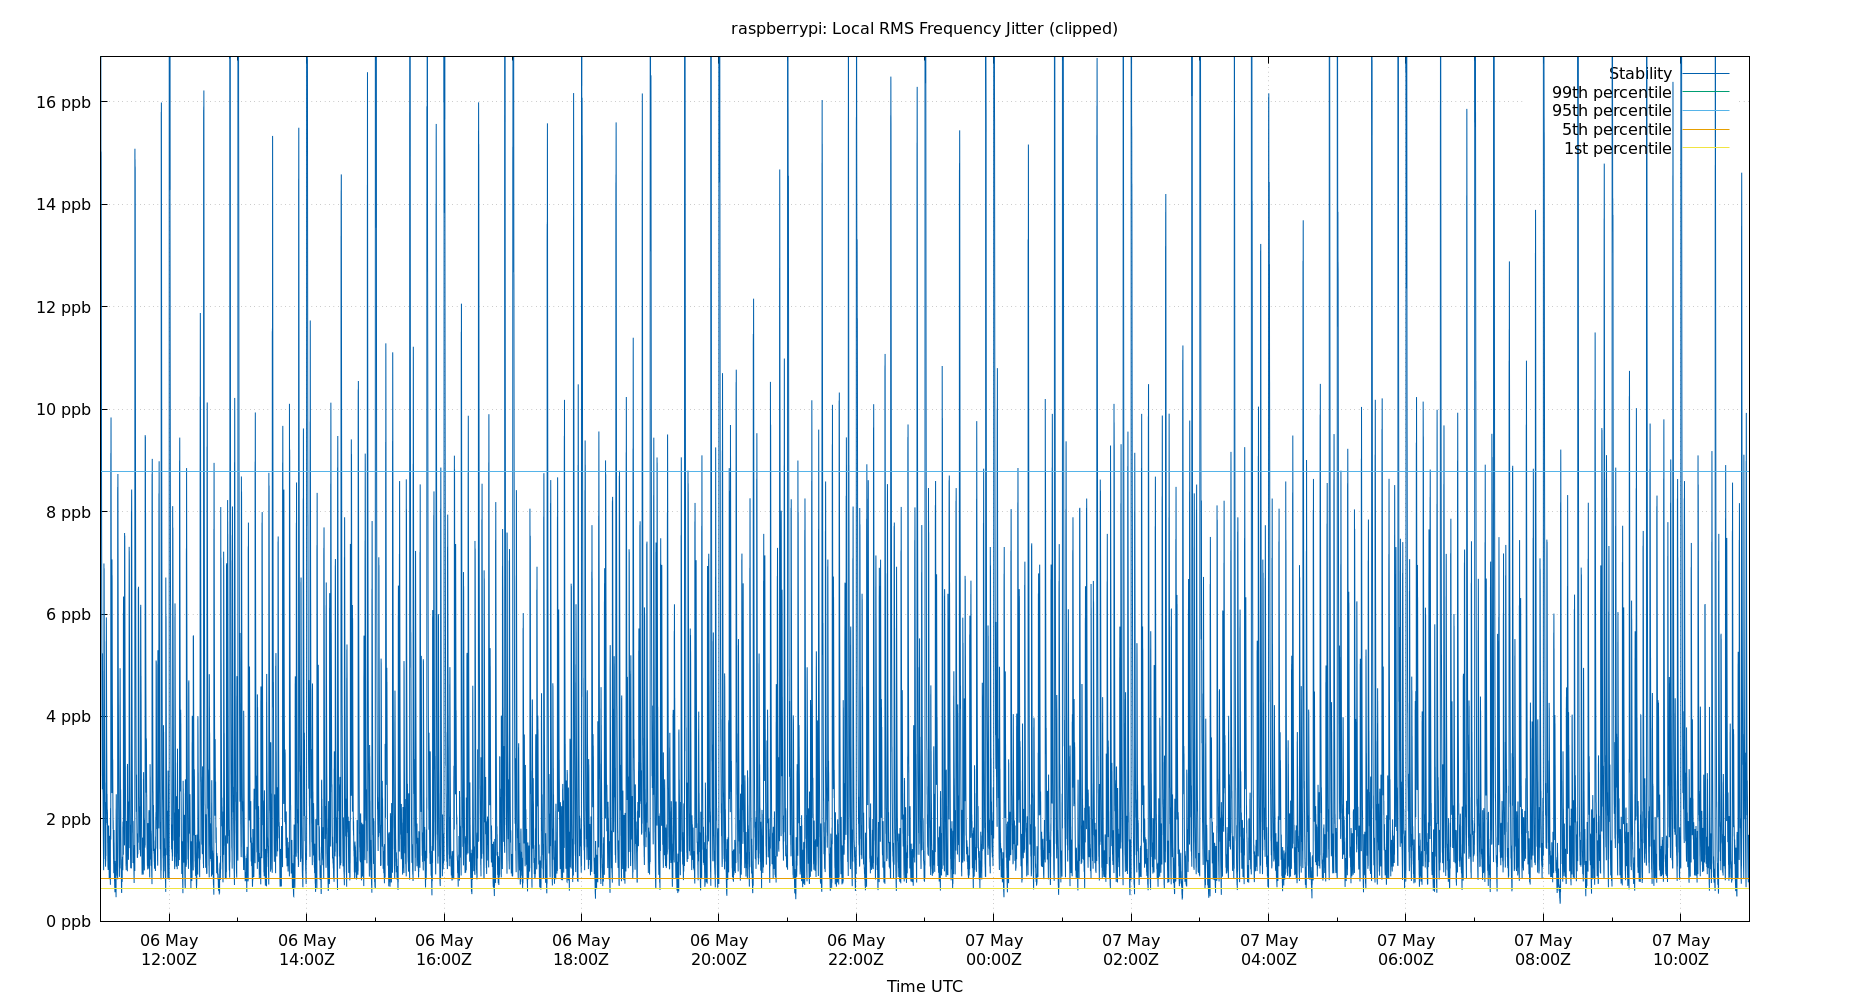 raspberrypi: Local RMS Frequency Jitter (clipped)
Stability
99th percentile
95th percentile
5th percentile
1st percentile
16 ppb
14 ppb
12 ppb
10 ppb
8 ppb
6 ppb
4 ppb
2 ppb
0 ppb
06 May 06 May 06 May 06 May 06 May 06 May 07 May 07 May 07 May 07 May 07 May 07 May
12:00Z 14:00Z 16:00Z 18:00Z 20:00Z 22:00Z 00:00Z 02:00Z 04:00Z 06:00Z 08:00Z 10:00Z
Time UTC